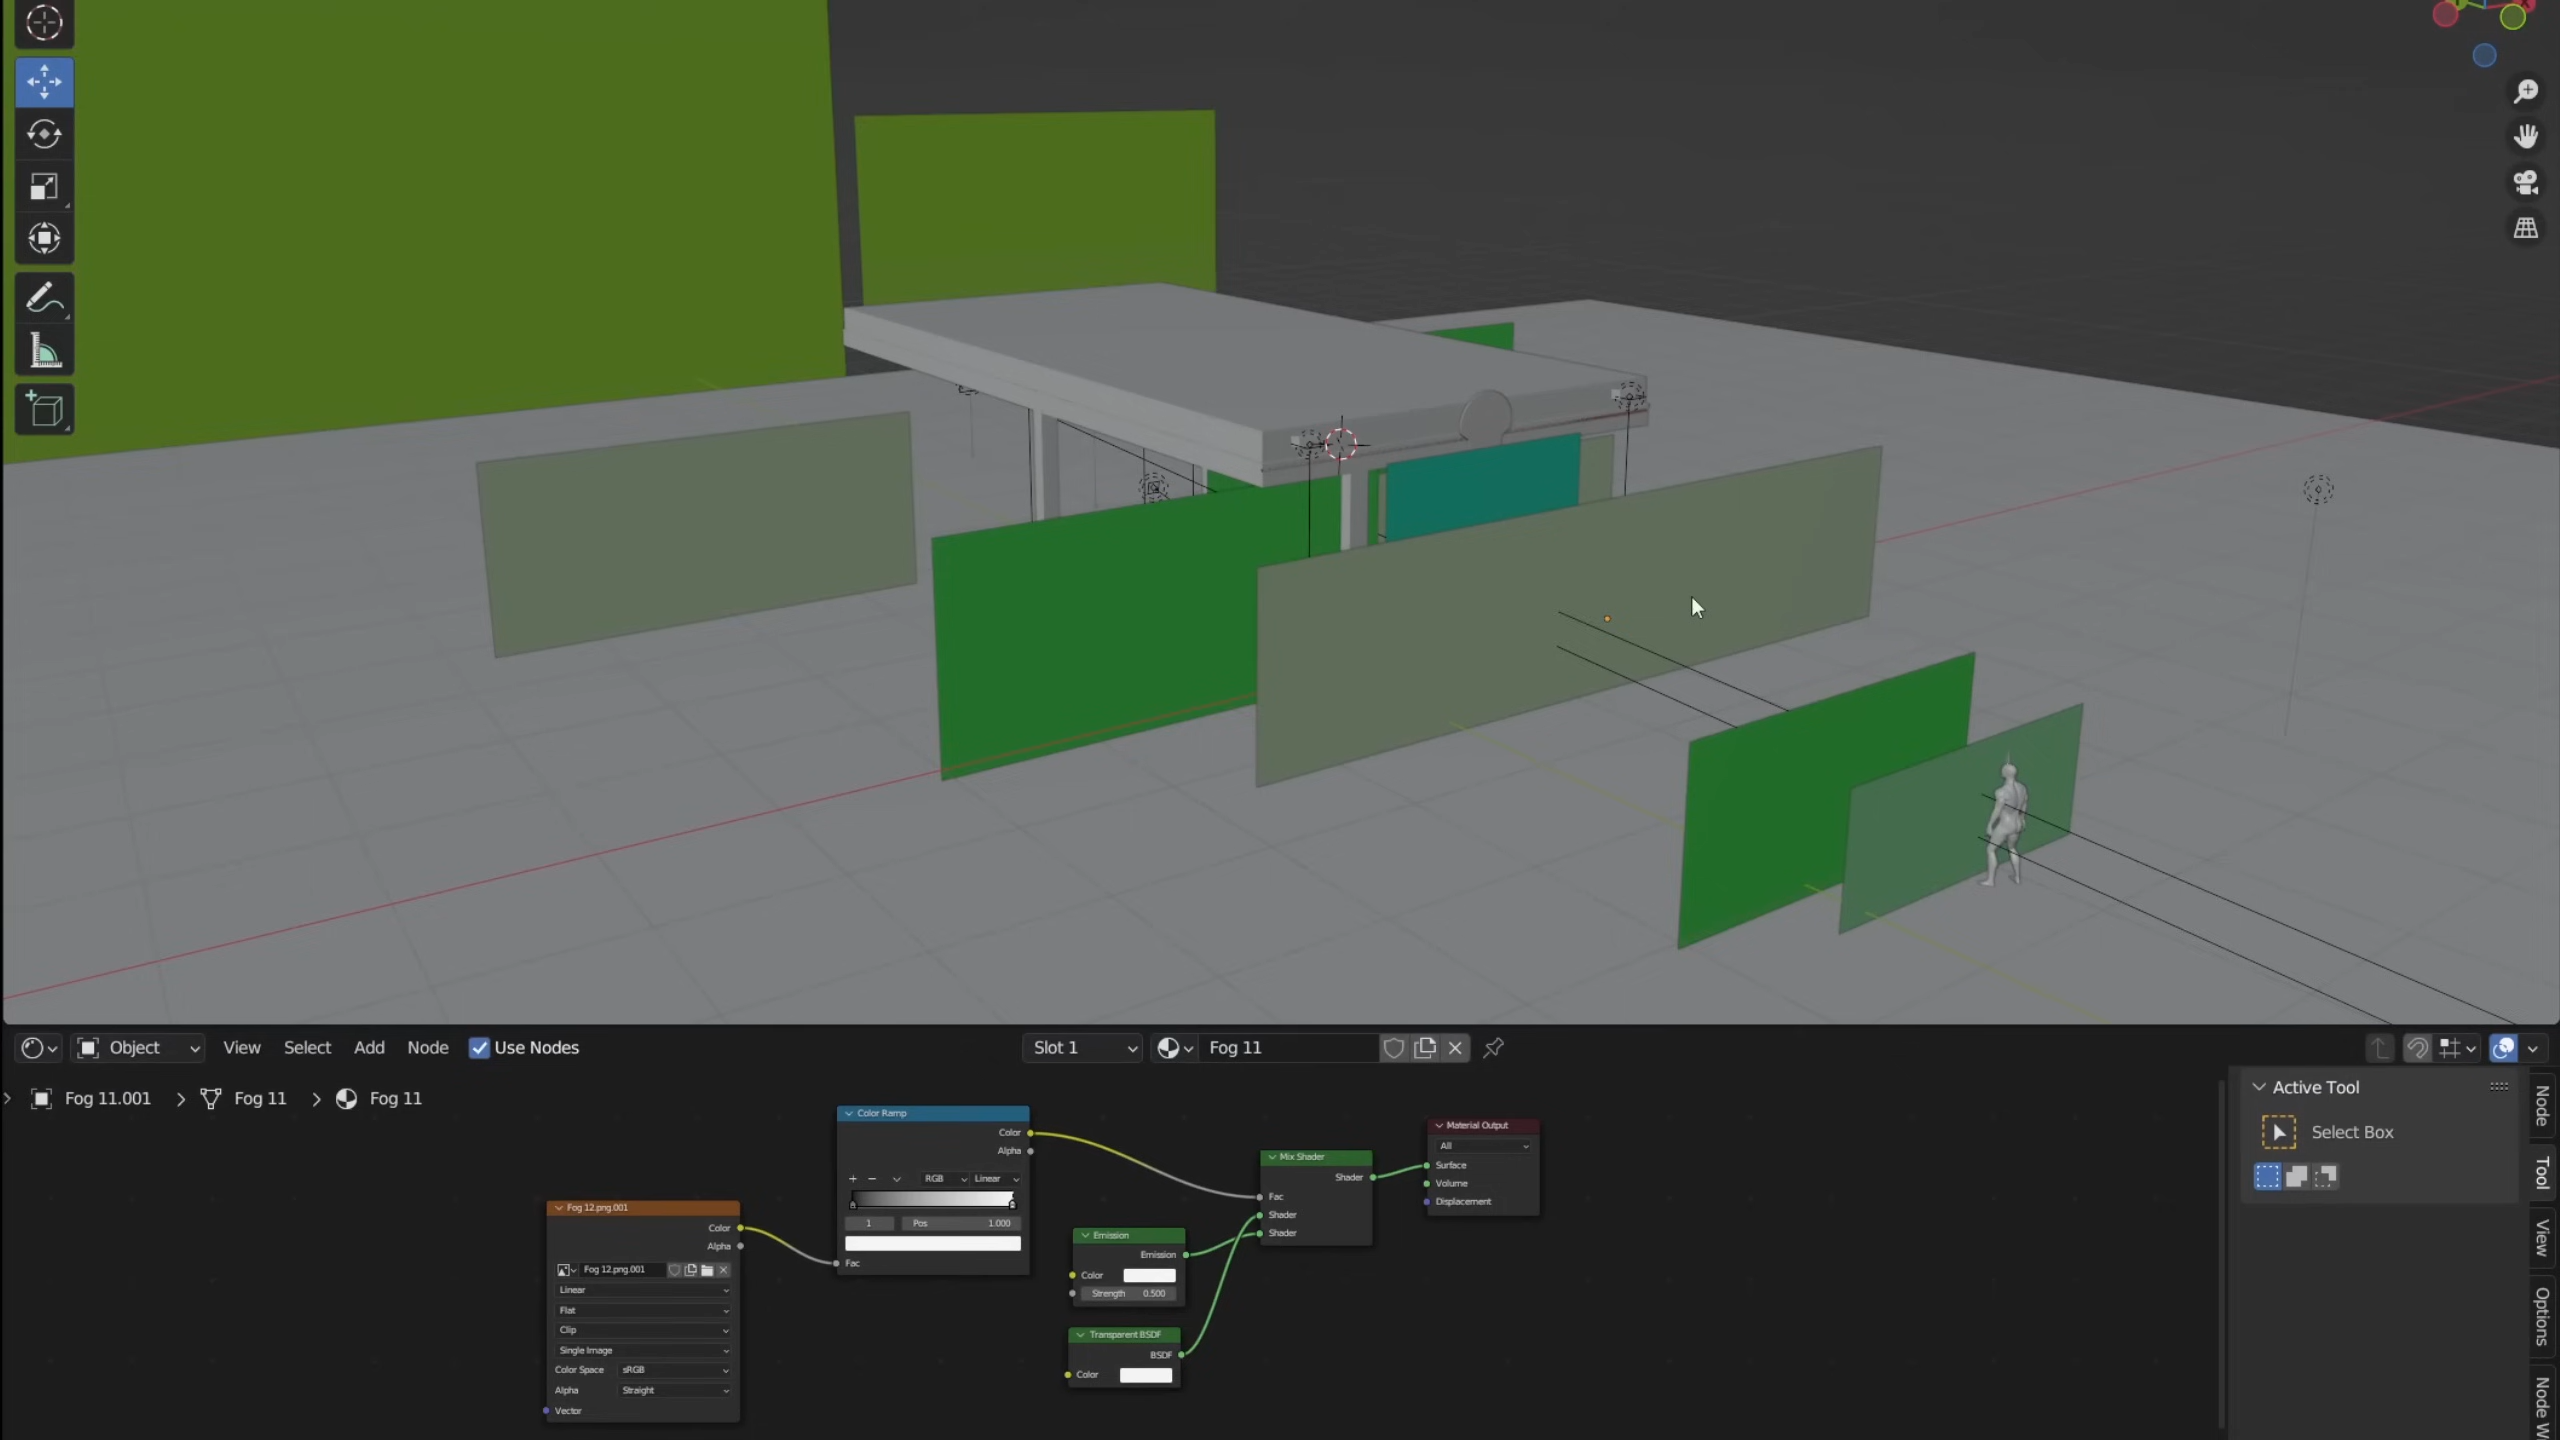 Object
View
Select
Add
Node
Use Nodes
Slot 1
Fog 11
Fog 11.001 > Fog 11 > Fog 11
Active Tool
Select Box
Node
Tool
View
Options
Node W
Color Ramp
Color
Alpha
RGB
Linear
1
Pos 1.000
Fac
Fog 12.png.001
Color
Alpha
Fog 12.png.001
Linear
Flat
Clip
Single Image
Color Space sRGB
Alpha Straight
Vector
Emission
Emission
Color
Strength 0.500
Transparent BSDF
BSDF
Color
Mix Shader
Shader
Fac
Shader
Shader
Material Output
All
Surface
Volume
Displacement